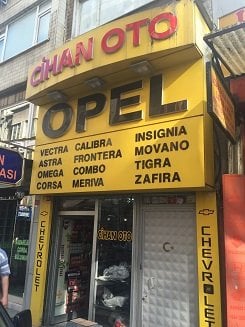 CİHAN OTO
OPEL
VECTRA CALIBRA INSIGNIA
ASTRA FRONTERA MOVANO
OMEGA COMBO TIGRA
CORSA MERIVA ZAFIRA
CİHAN OTO
CHEVROLET
CHEVROLET